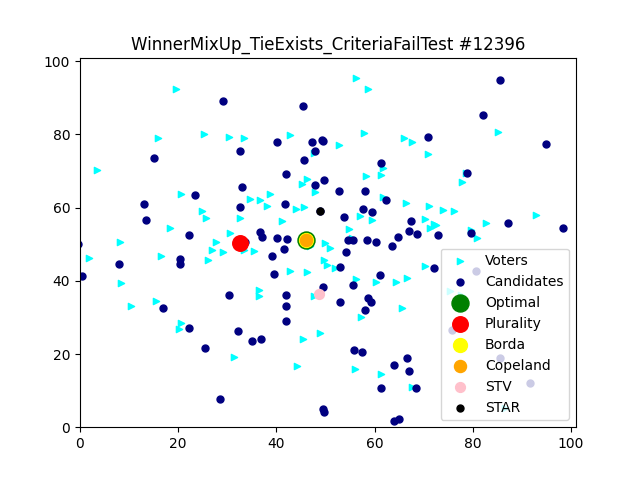 WinnerMixUp_TieExists_CriteriaFailTest #12396
100
80
60
40
20
0
0
20
40
60
80
100
Voters
Candidates
Optimal
Plurality
Borda
Copeland
STV
STAR